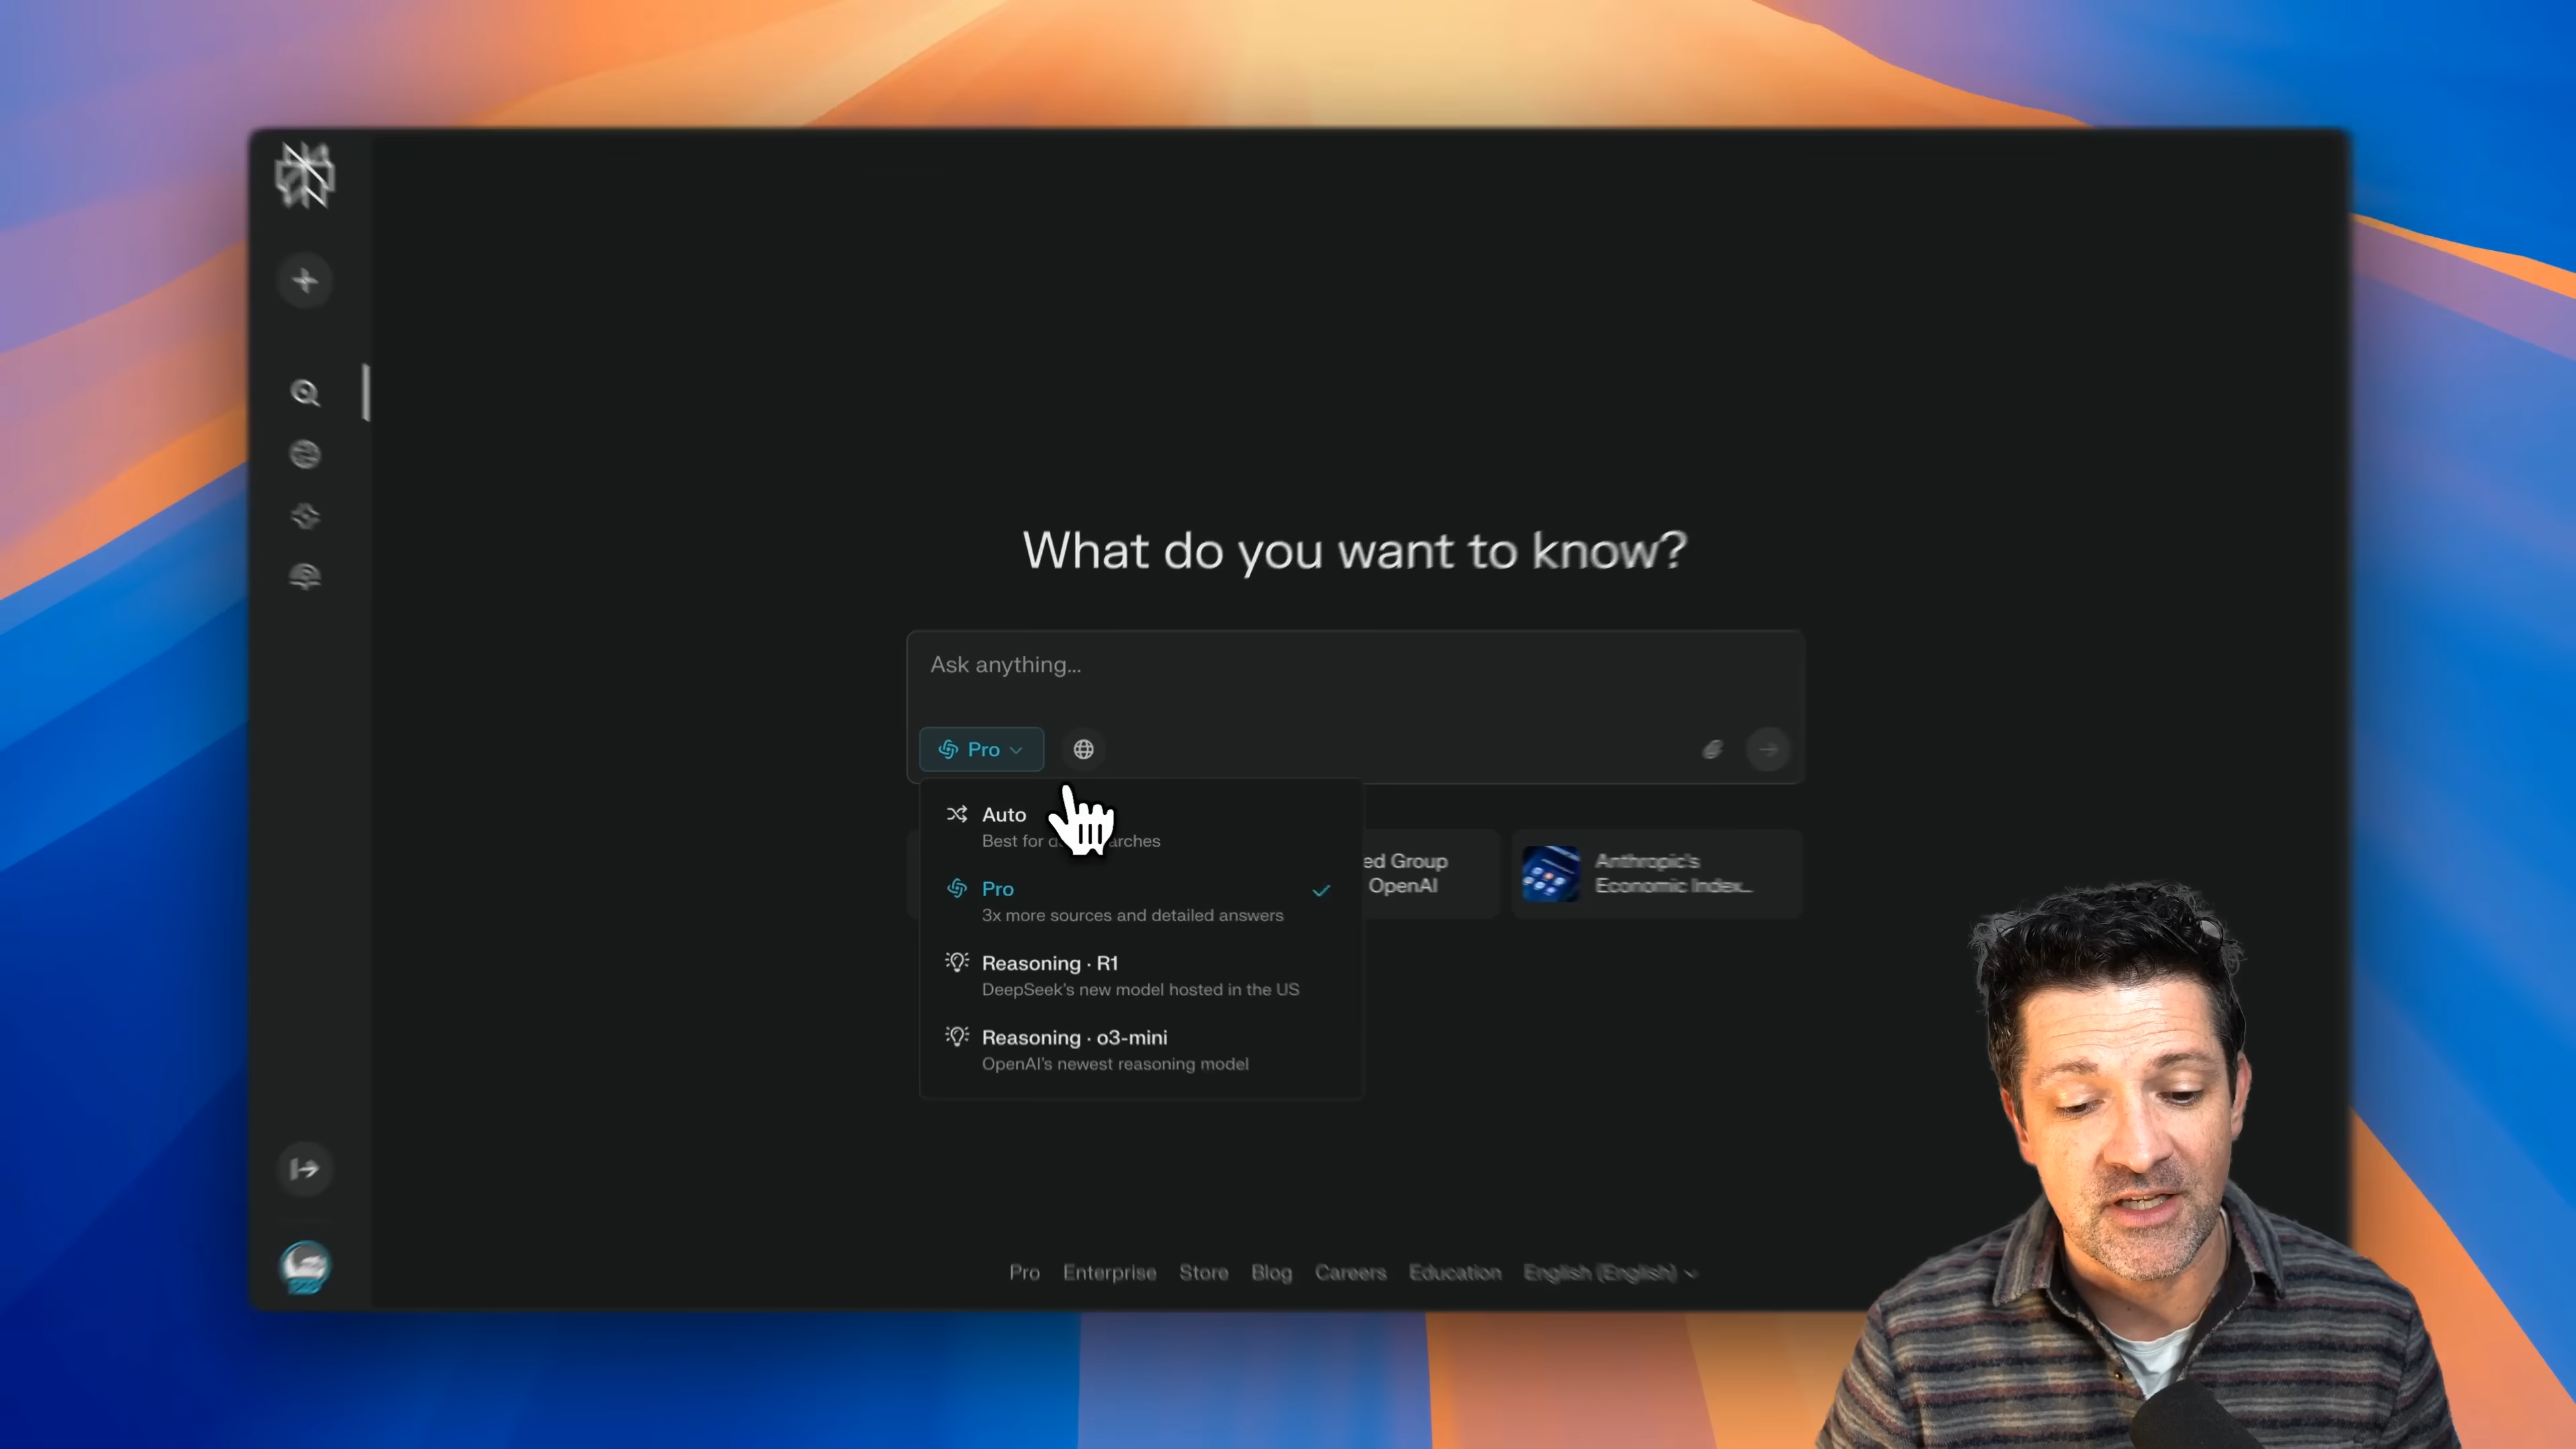 What do you want to know?
Ask anything...
Pro
Auto
Best for
Pro
3x more sources and detailed answers
Reasoning · R1
DeepSeek's new model hosted in the US
Reasoning · o3-mini
OpenAI's newest reasoning model
Group
OpenAI
Anthropic's
Economic Index...
Pro Enterprise Store Blog Careers Education English (English)